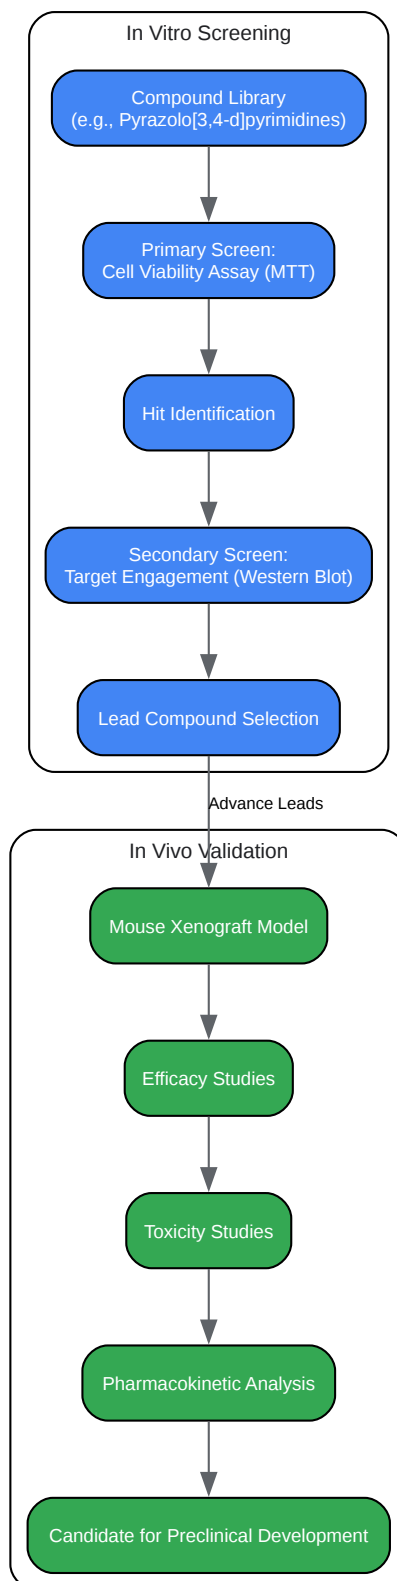 In Vitro Screening
Compound Library
(e.g., Pyrazolo[3,4-d]pyrimidines)
Primary Screen:
Cell Viability Assay (MTT)
Hit Identification
Secondary Screen:
Target Engagement (Western Blot)
Lead Compound Selection
Advance Leads
In Vivo Validation
Mouse Xenograft Model
Efficacy Studies
Toxicity Studies
Pharmacokinetic Analysis
Candidate for Preclinical Development